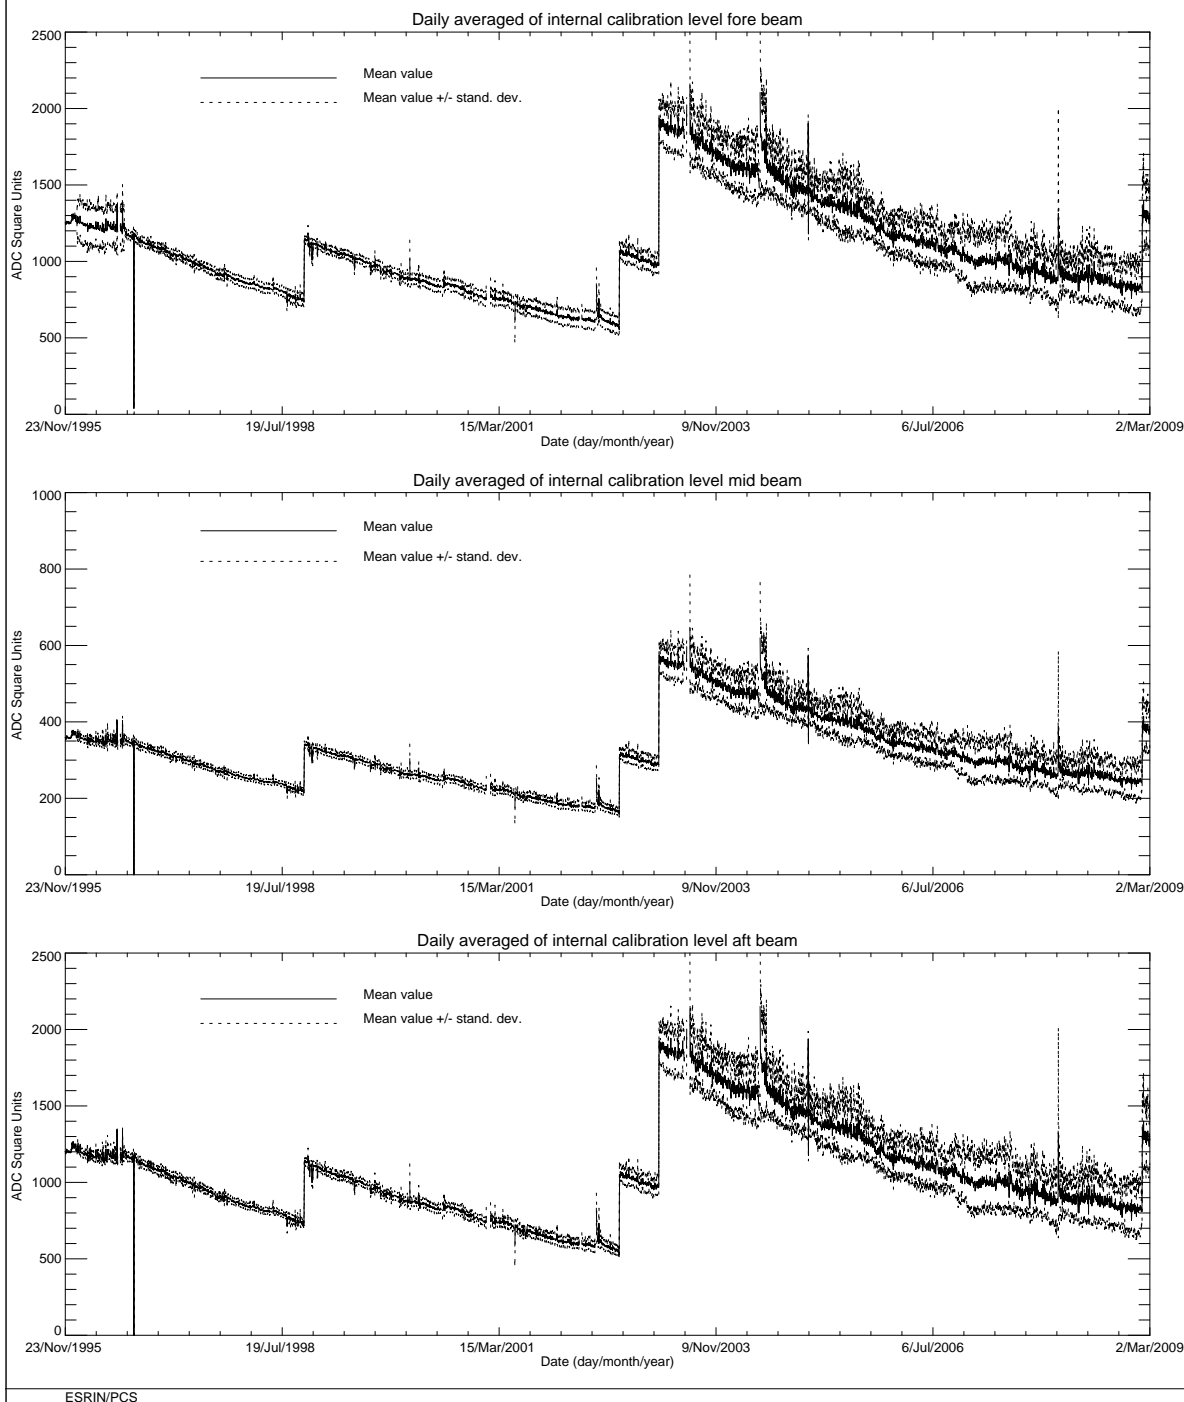 Daily averaged of internal calibration level fore beam
2500
2000
1500
1000
500
0
ADC Square Units
Mean value
Mean value +/- stand. dev.
23/Nov/1995 19/Jul/1998 15/Mar/2001 9/Nov/2003 6/Jul/2006 2/Mar/2009
Date (day/month/year)
Daily averaged of internal calibration level mid beam
1000
800
600
400
200
0
ADC Square Units
Mean value
Mean value +/- stand. dev.
23/Nov/1995 19/Jul/1998 15/Mar/2001 9/Nov/2003 6/Jul/2006 2/Mar/2009
Date (day/month/year)
Daily averaged of internal calibration level aft beam
2500
2000
1500
1000
500
0
ADC Square Units
Mean value
Mean value +/- stand. dev.
23/Nov/1995 19/Jul/1998 15/Mar/2001 9/Nov/2003 6/Jul/2006 2/Mar/2009
Date (day/month/year)
ESRIN/PCS